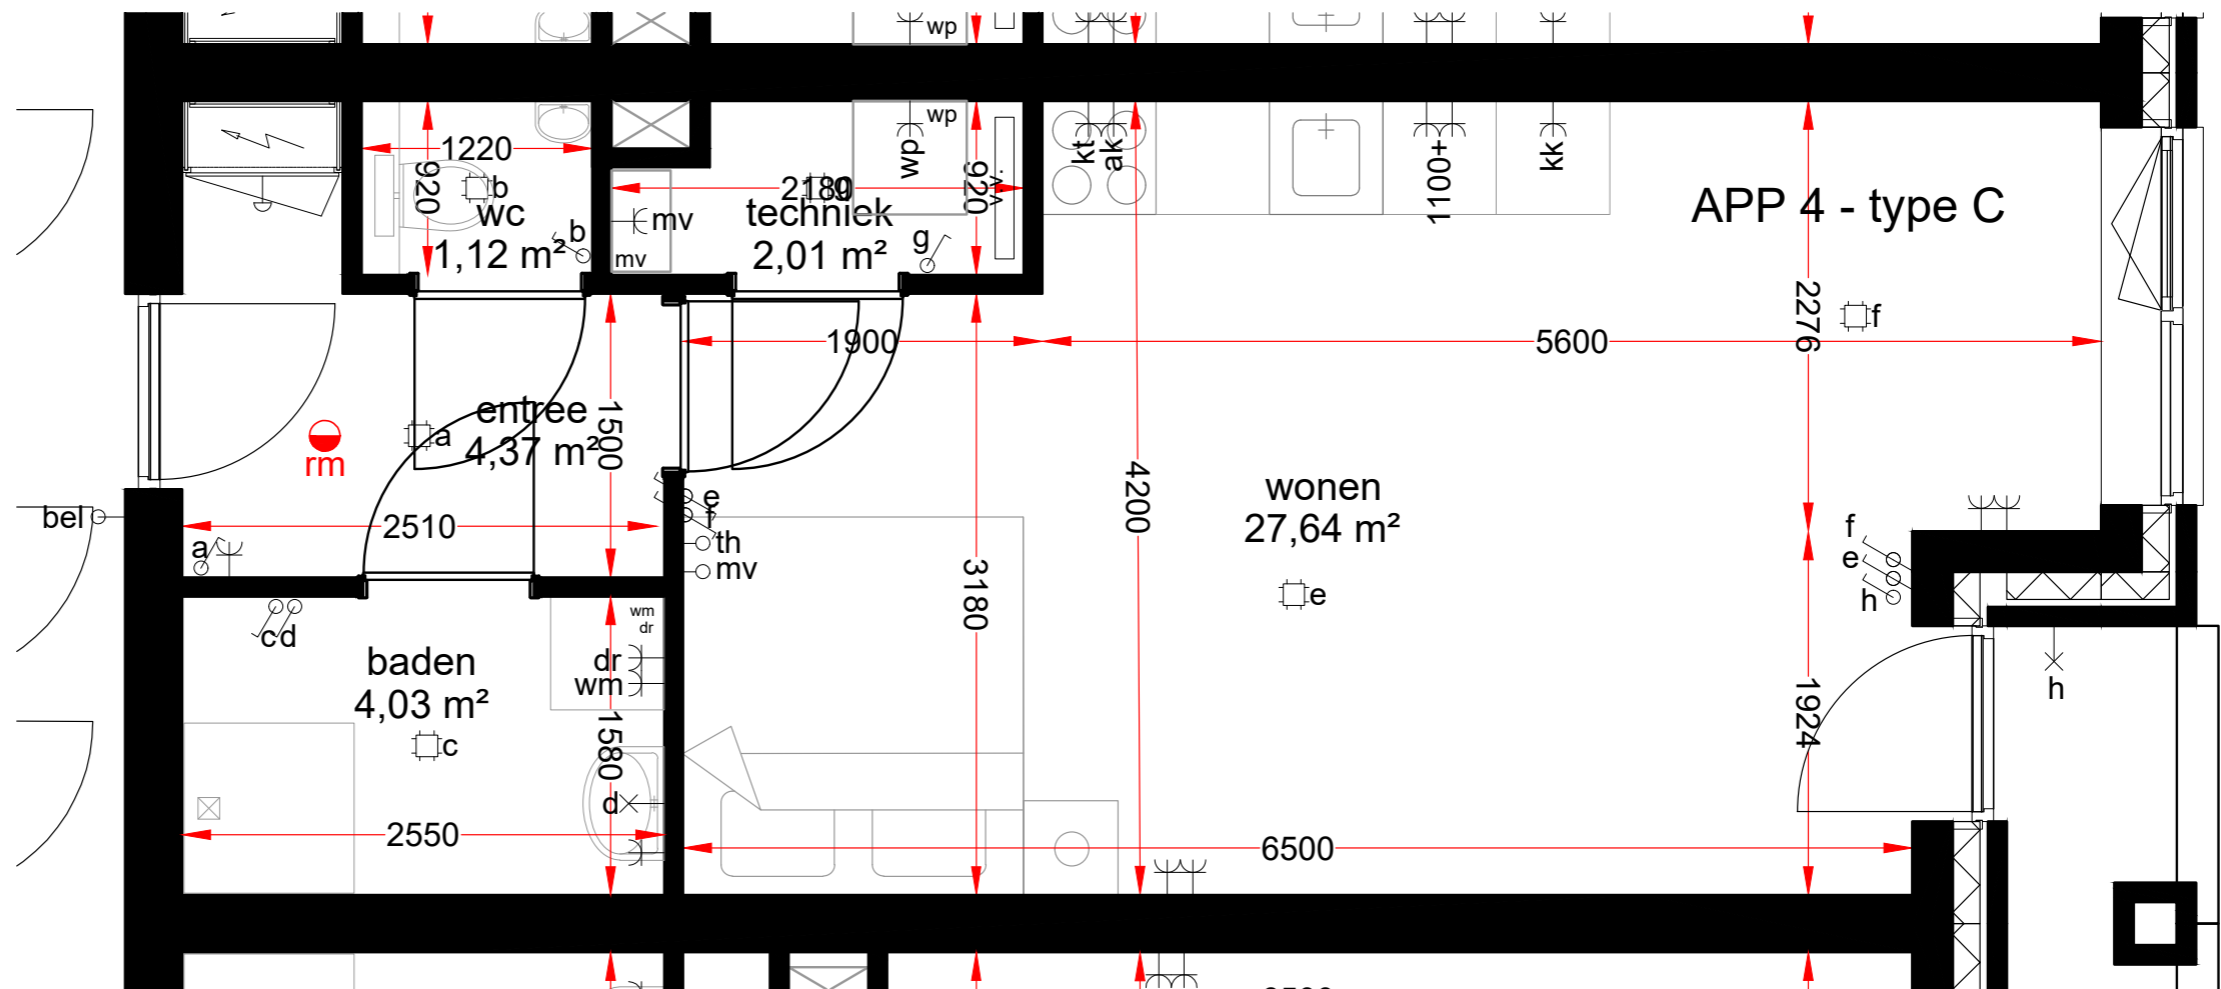 wp
wp
1220
920
b
wc
1,12 m²
b
mv
mv
2180
g
techniek
2,01 m²
wp
920
v.v.
g
kt
ak
1100+
kk
APP 4 - type C
2276
f
1900
5600
entree
4,37 m²
a
rm
1500
4200
wonen
27,64 m²
e
bel
2510
a
e
f
th
mv
3180
f
e
h
c d
wm
dr
baden
4,03 m²
dr
wm
c
1580
d
2550
6500
1924
h